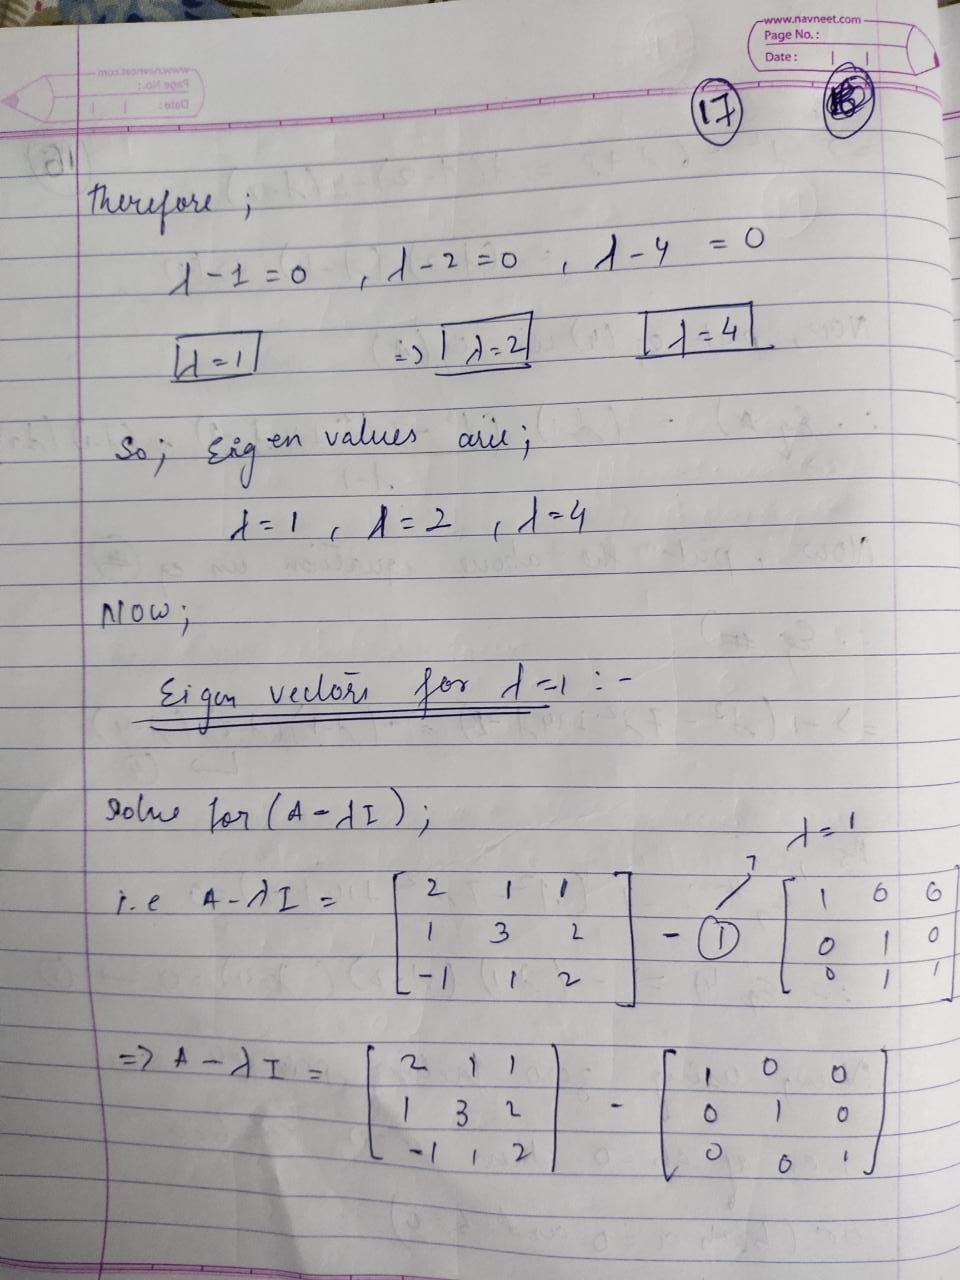 www.navneet.com
Page No.:
Date:
17
therefore ;
λ-1=0 , λ-2=0 , λ-4 = 0
λ=1 => λ=2 λ=4
So; Eigen values are;
λ=1 , λ=2 , λ=4
Now;
Eigen vectors for λ=1 :-
solve for (A-λI);
λ=1
i.e A-λI = [ 2 1 1 ] - 1 [ 1 0 0 ]
1 3 2 0 1 0
-1 1 2 0 1 1
=> A-λI = [ 2 1 1 ] - [ 1 0 0 ]
1 3 2 0 1 0
-1 1 2 0 0 1